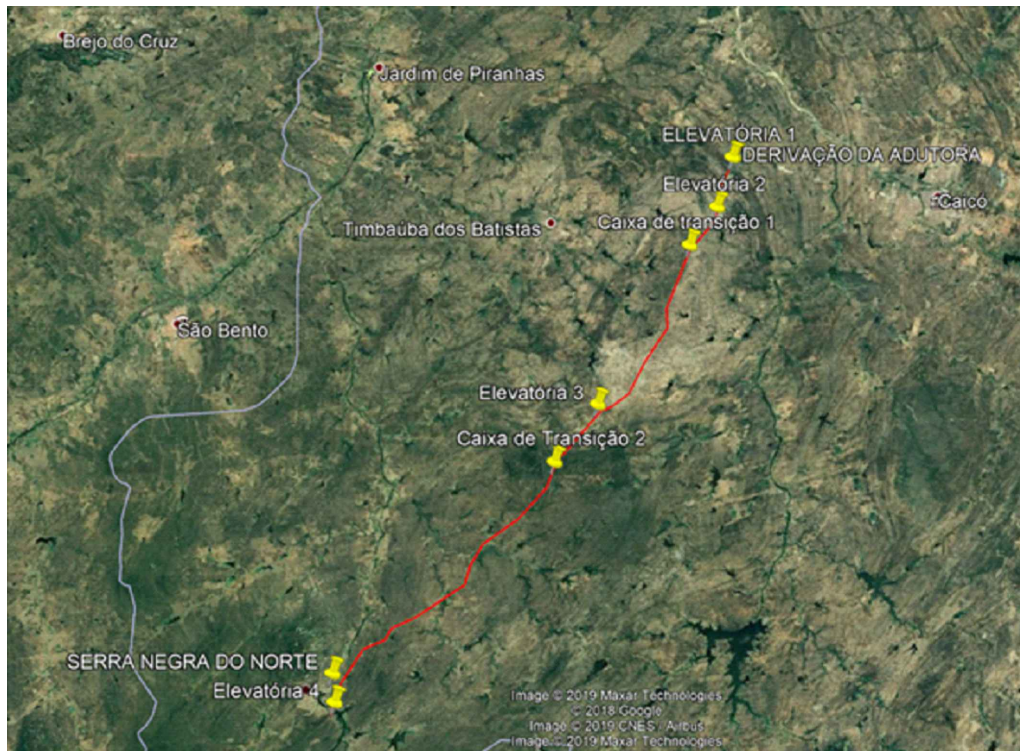 Brejo do Cruz
Jardim de Piranhas
ELEVATÓRIA 1
DERIVAÇÃO DA ADUTORA
Elevatória 2
Caicó
Caixa de transição 1
Timbaúba dos Batistas
São Bento
Elevatória 3
Caixa de Transição 2
SERRA NEGRA DO NORTE
Elevatória 4
Image © 2019 Maxar Technologies
© 2018 Google
Image © 2019 CNES / Airbus
Image © 2019 Maxar Technologies